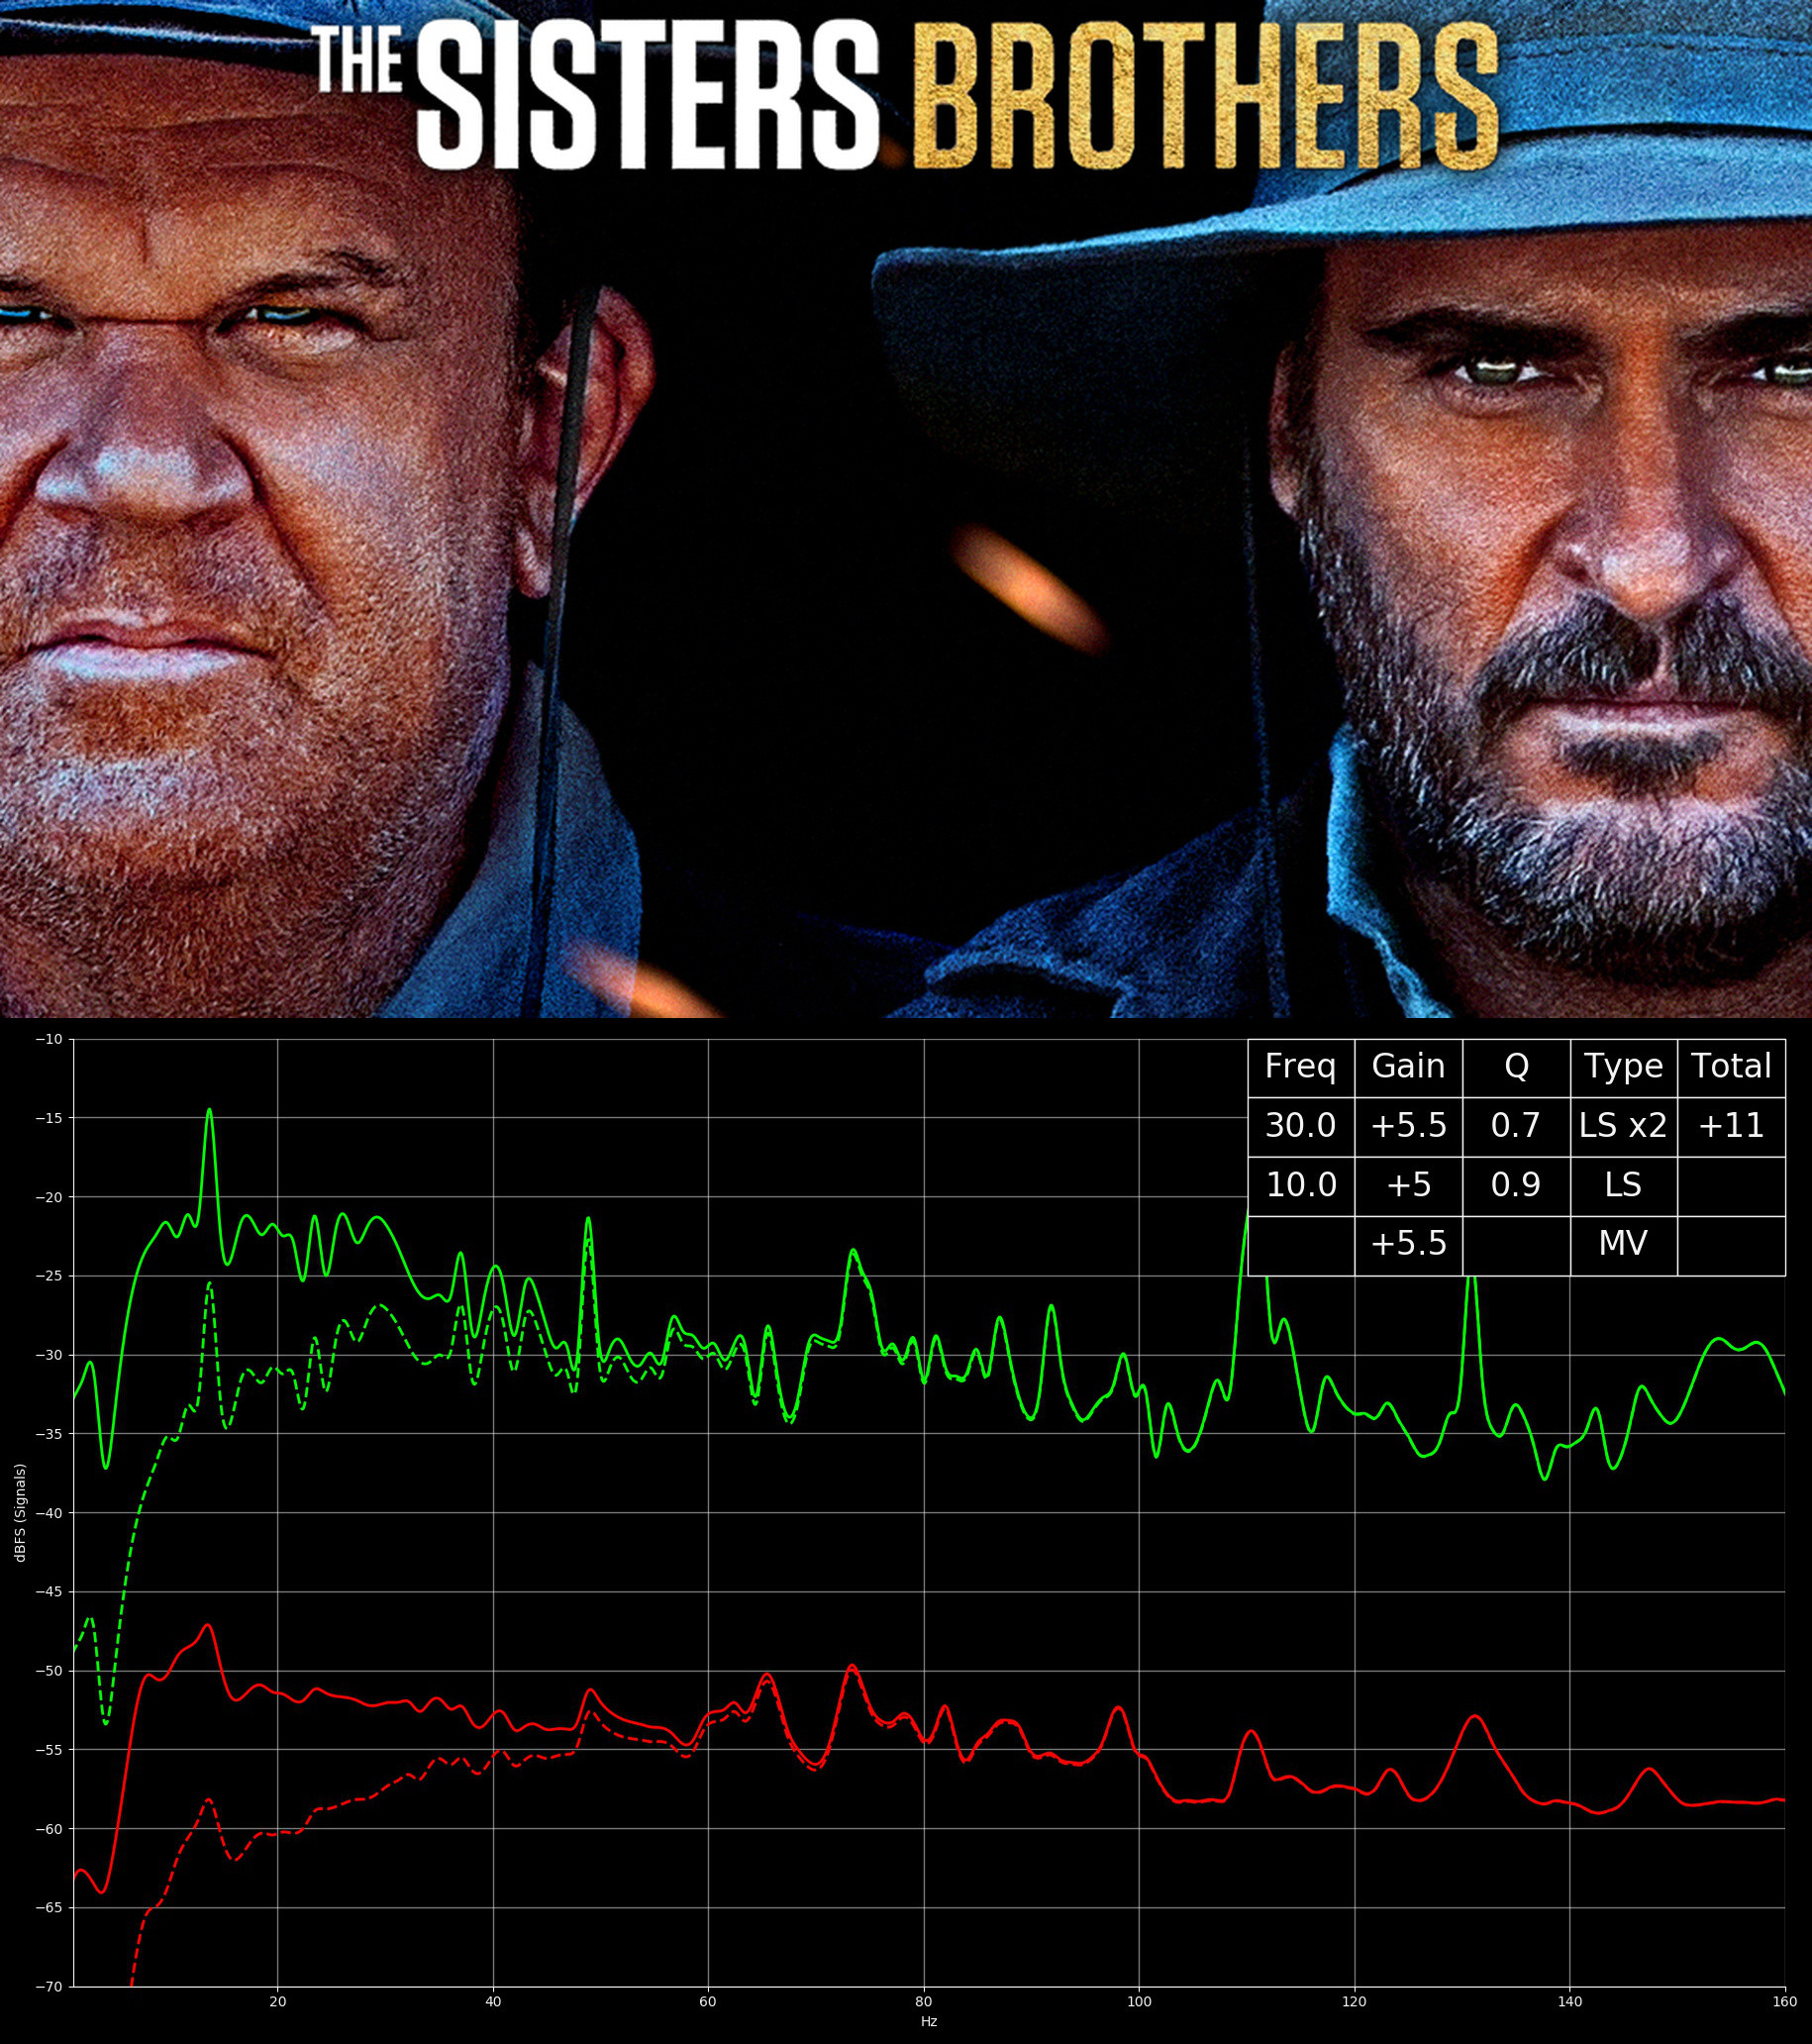 THE SISTERS BROTHERS
Freq Gain Q Type Total
30.0 +5.5 0.7 LS x2 +11
10.0 +5 0.9 LS
+5.5 MV
−10
−15
−20
−25
−30
−35
−40
−45
−50
−55
−60
−65
−70
dBFS (Signals)
20 40 60 80 100 120 140 160
Hz